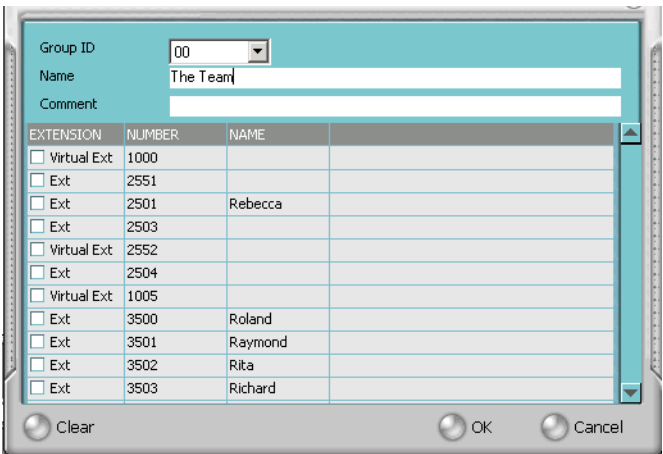 Group ID 00
Name The Team
Comment
EXTENSION NUMBER NAME
Virtual Ext 1000
Ext 2551
Ext 2501 Rebecca
Ext 2503
Virtual Ext 2552
Ext 2504
Virtual Ext 1005
Ext 3500 Roland
Ext 3501 Raymond
Ext 3502 Rita
Ext 3503 Richard
Clear OK Cancel